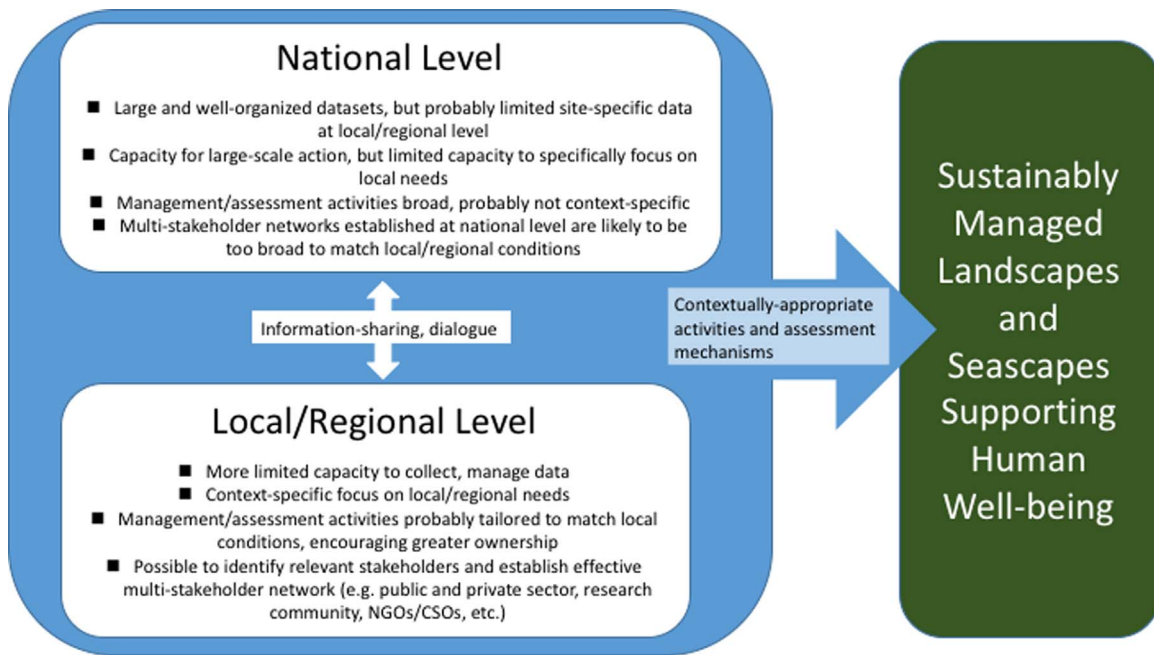 National Level
■ Large and well-organized datasets, but probably limited site-specific data
at local/regional level
■ Capacity for large-scale action, but limited capacity to specifically focus on
local needs
■ Management/assessment activities broad, probably not context-specific
■ Multi-stakeholder networks established at national level are likely to be
too broad to match local/regional conditions
Information-sharing, dialogue
Local/Regional Level
■ More limited capacity to collect, manage data
■ Context-specific focus on local/regional needs
■ Management/assessment activities probably tailored to match local
conditions, encouraging greater ownership
■ Possible to identify relevant stakeholders and establish effective
multi-stakeholder network (e.g. public and private sector, research
community, NGOs/CSOs, etc.)
Contextually-appropriate
activities and assessment
mechanisms
Sustainably
Managed
Landscapes
and
Seascapes
Supporting
Human
Well-being